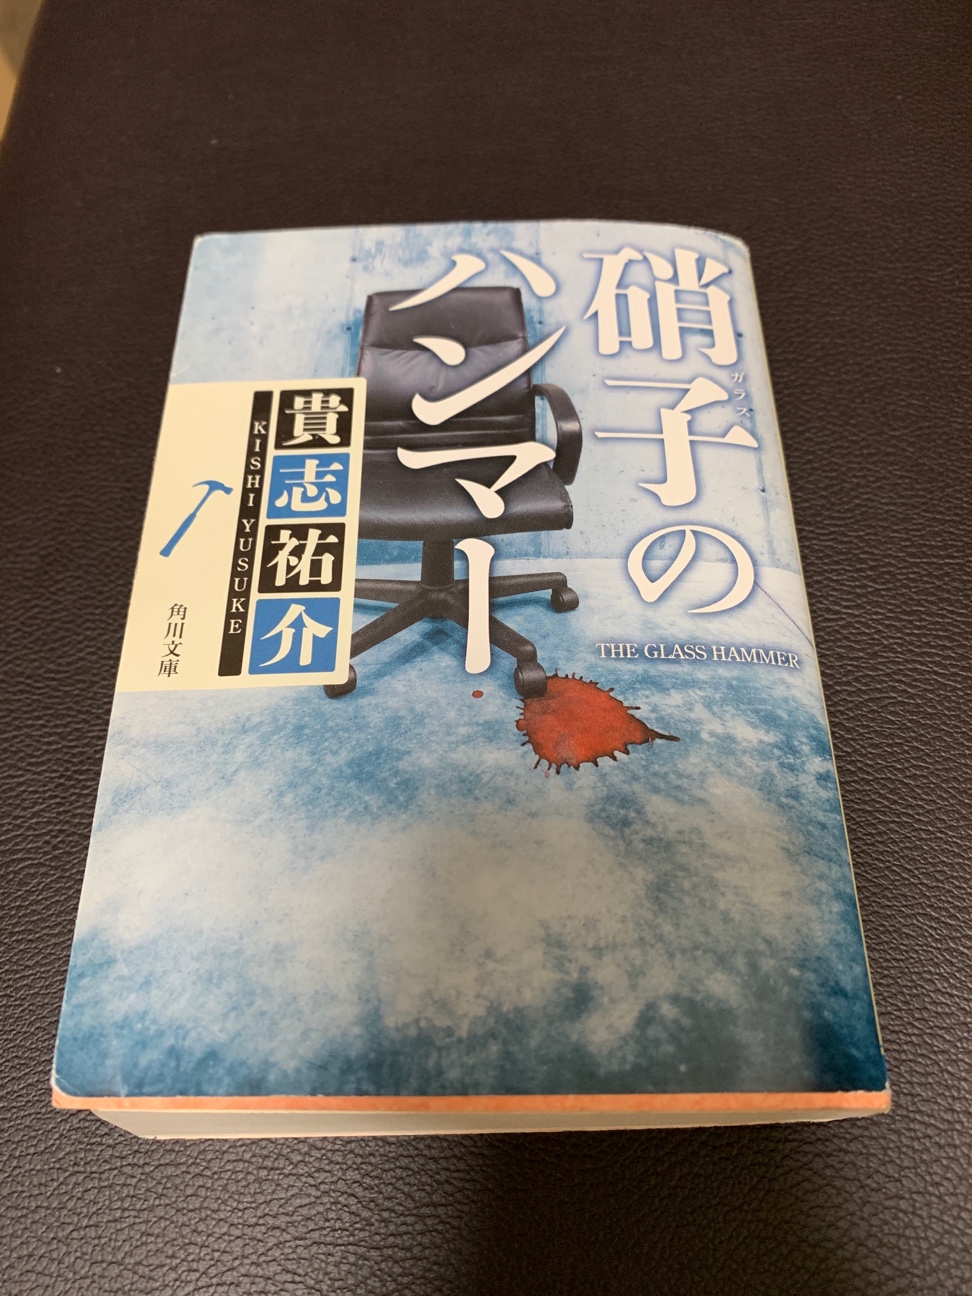 硝子の
ガラス
ハンマー
THE GLASS HAMMER
貴志祐介
KISHI YUSUKE
角川文庫